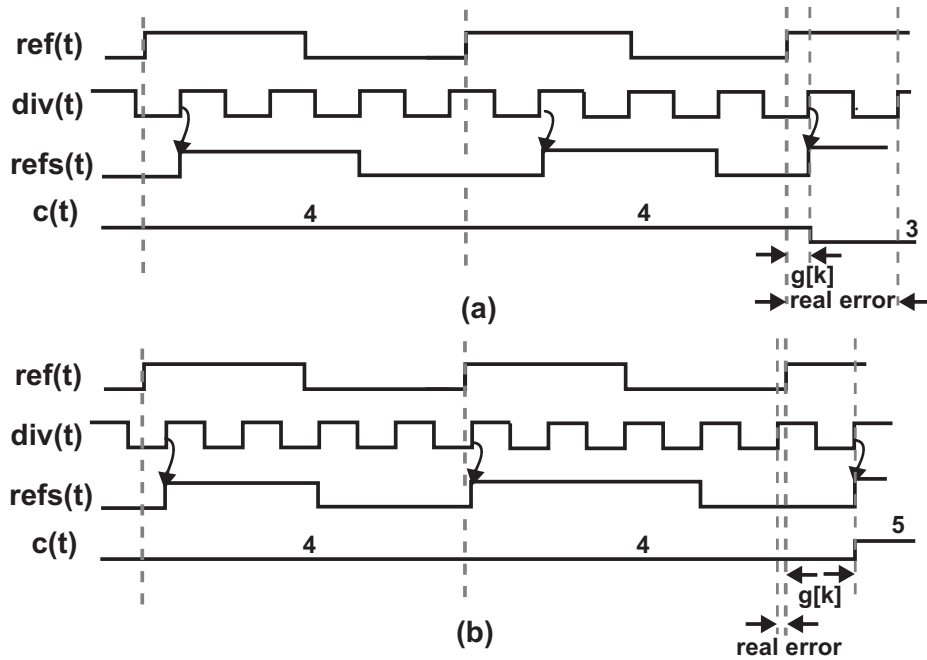 ref(t)
div(t)
refs(t)
c(t)
4
4
3
g[k]
real error
(a)
ref(t)
div(t)
refs(t)
c(t)
4
4
5
g[k]
(b)
real error